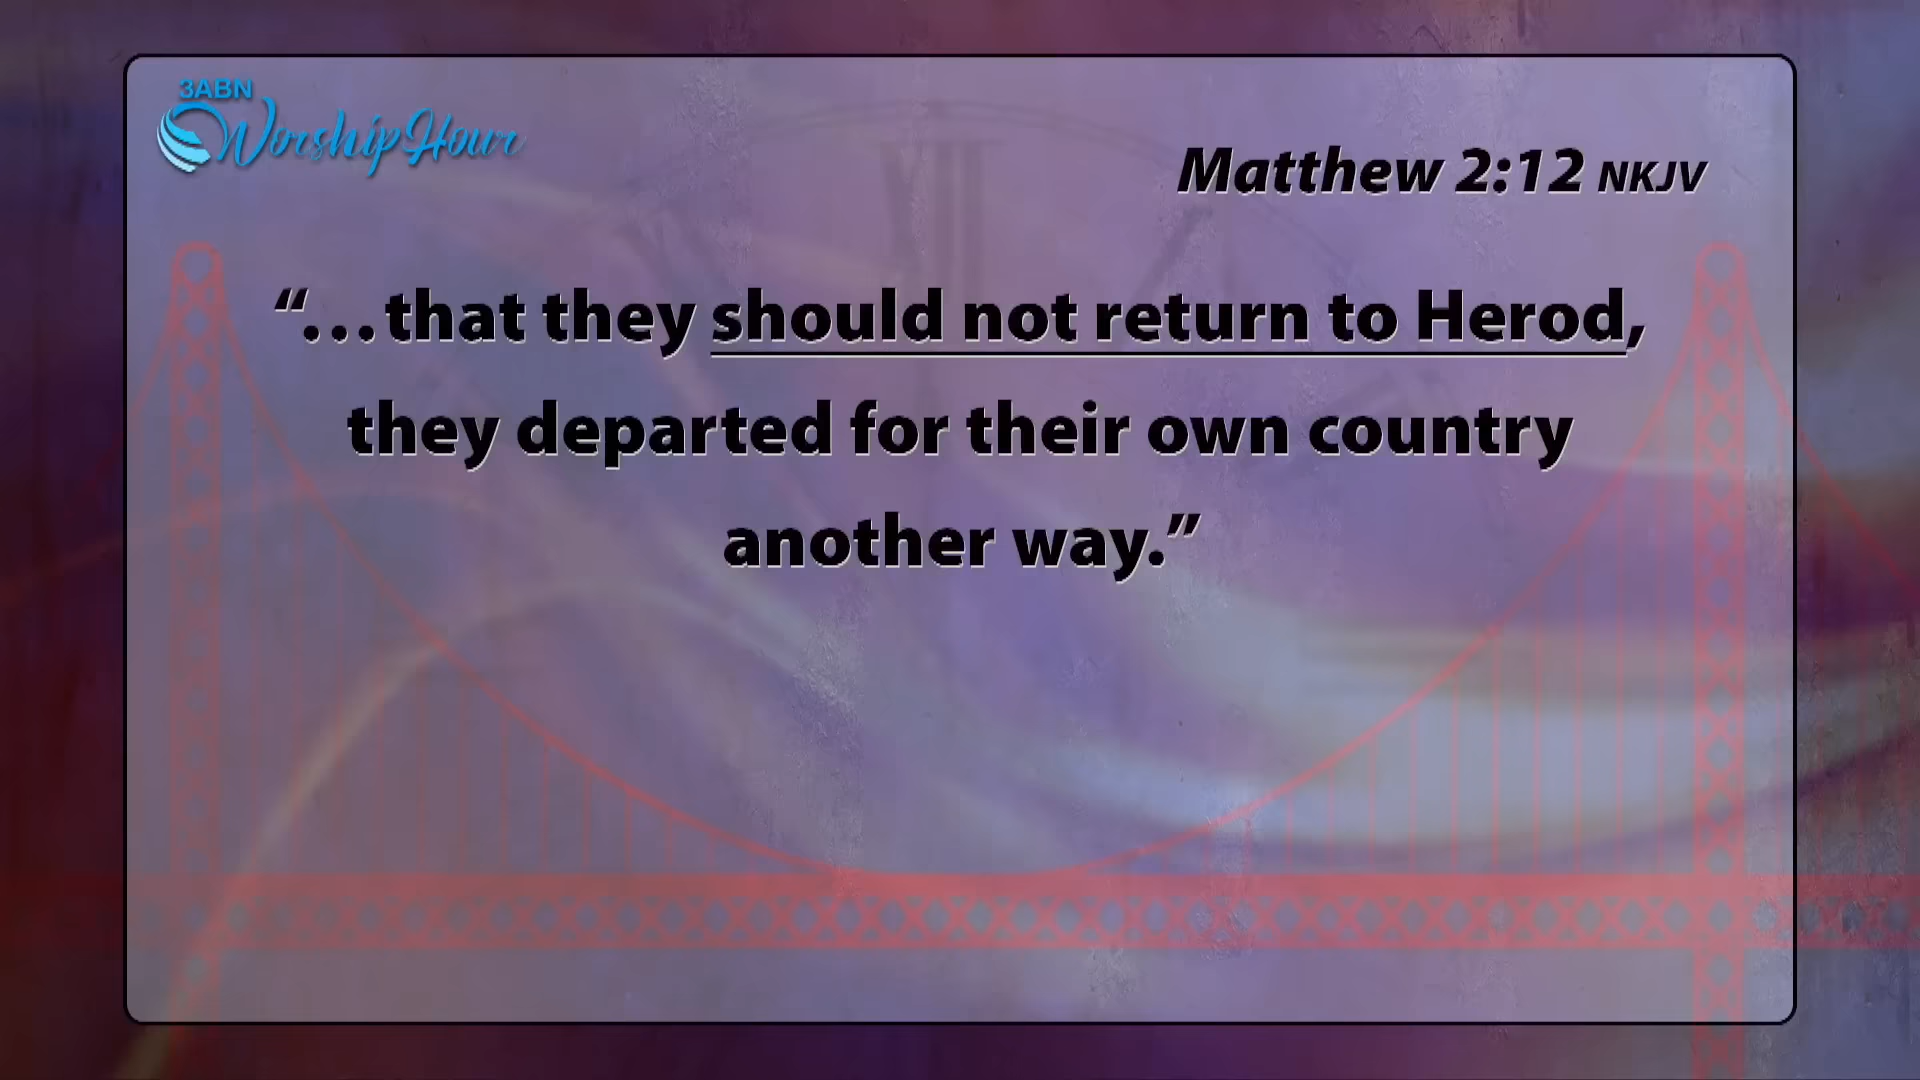 3ABN
Worship Hour
Matthew 2:12 NKJV
“…that they should not return to Herod,
they departed for their own country
another way.”